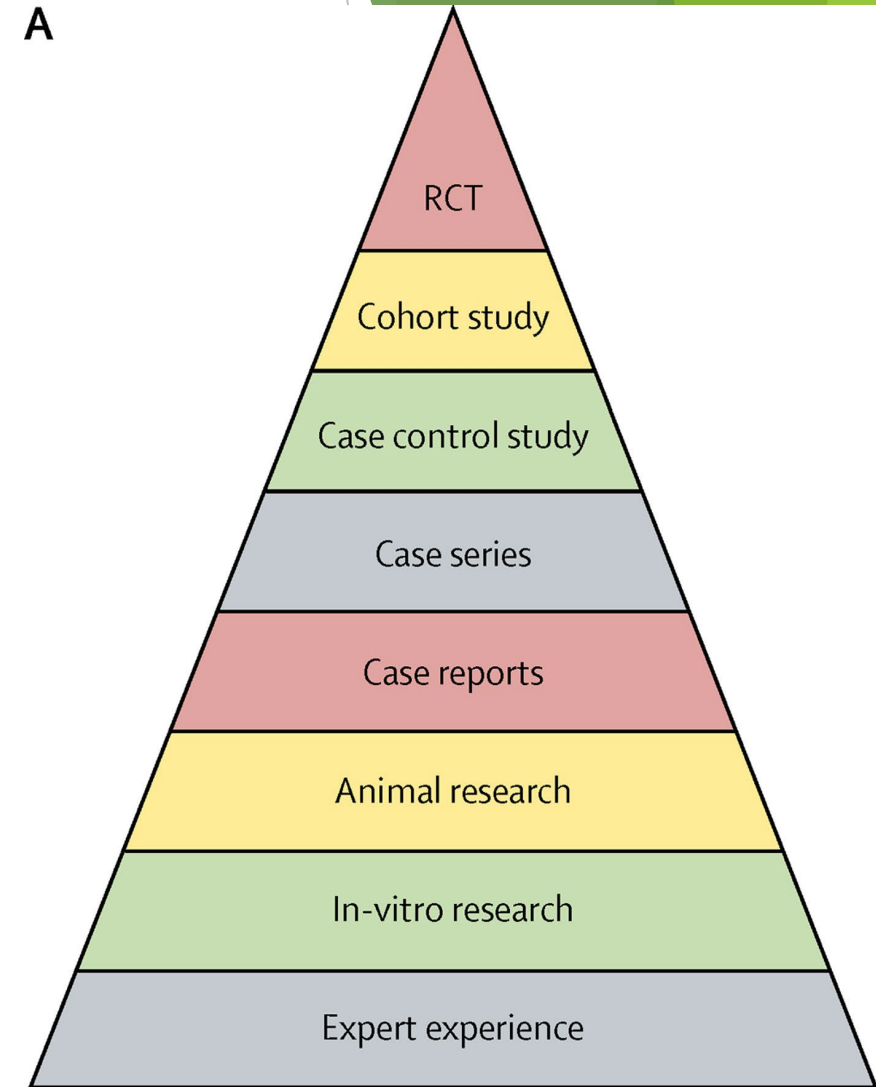 A
RCT
Cohort study
Case control study
Case series
Case reports
Animal research
In-vitro research
Expert experience